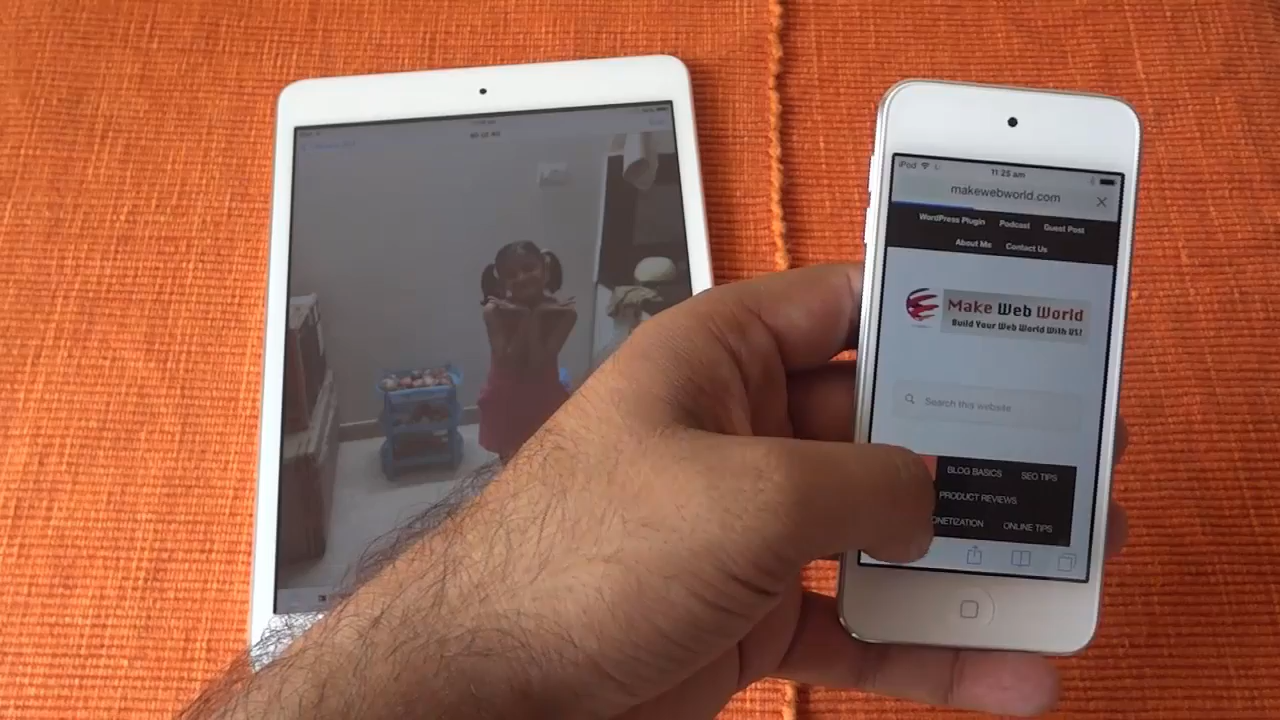 iPod
11:25 am
makewebworld.com
WordPress Plugin Podcast Guest Post
About Me Contact Us
Make Web World
Build Your Web World With US!
Search this website
BLOG BASICS SEO TIPS
PRODUCT REVIEWS
ONETIZATION ONLINE TIPS